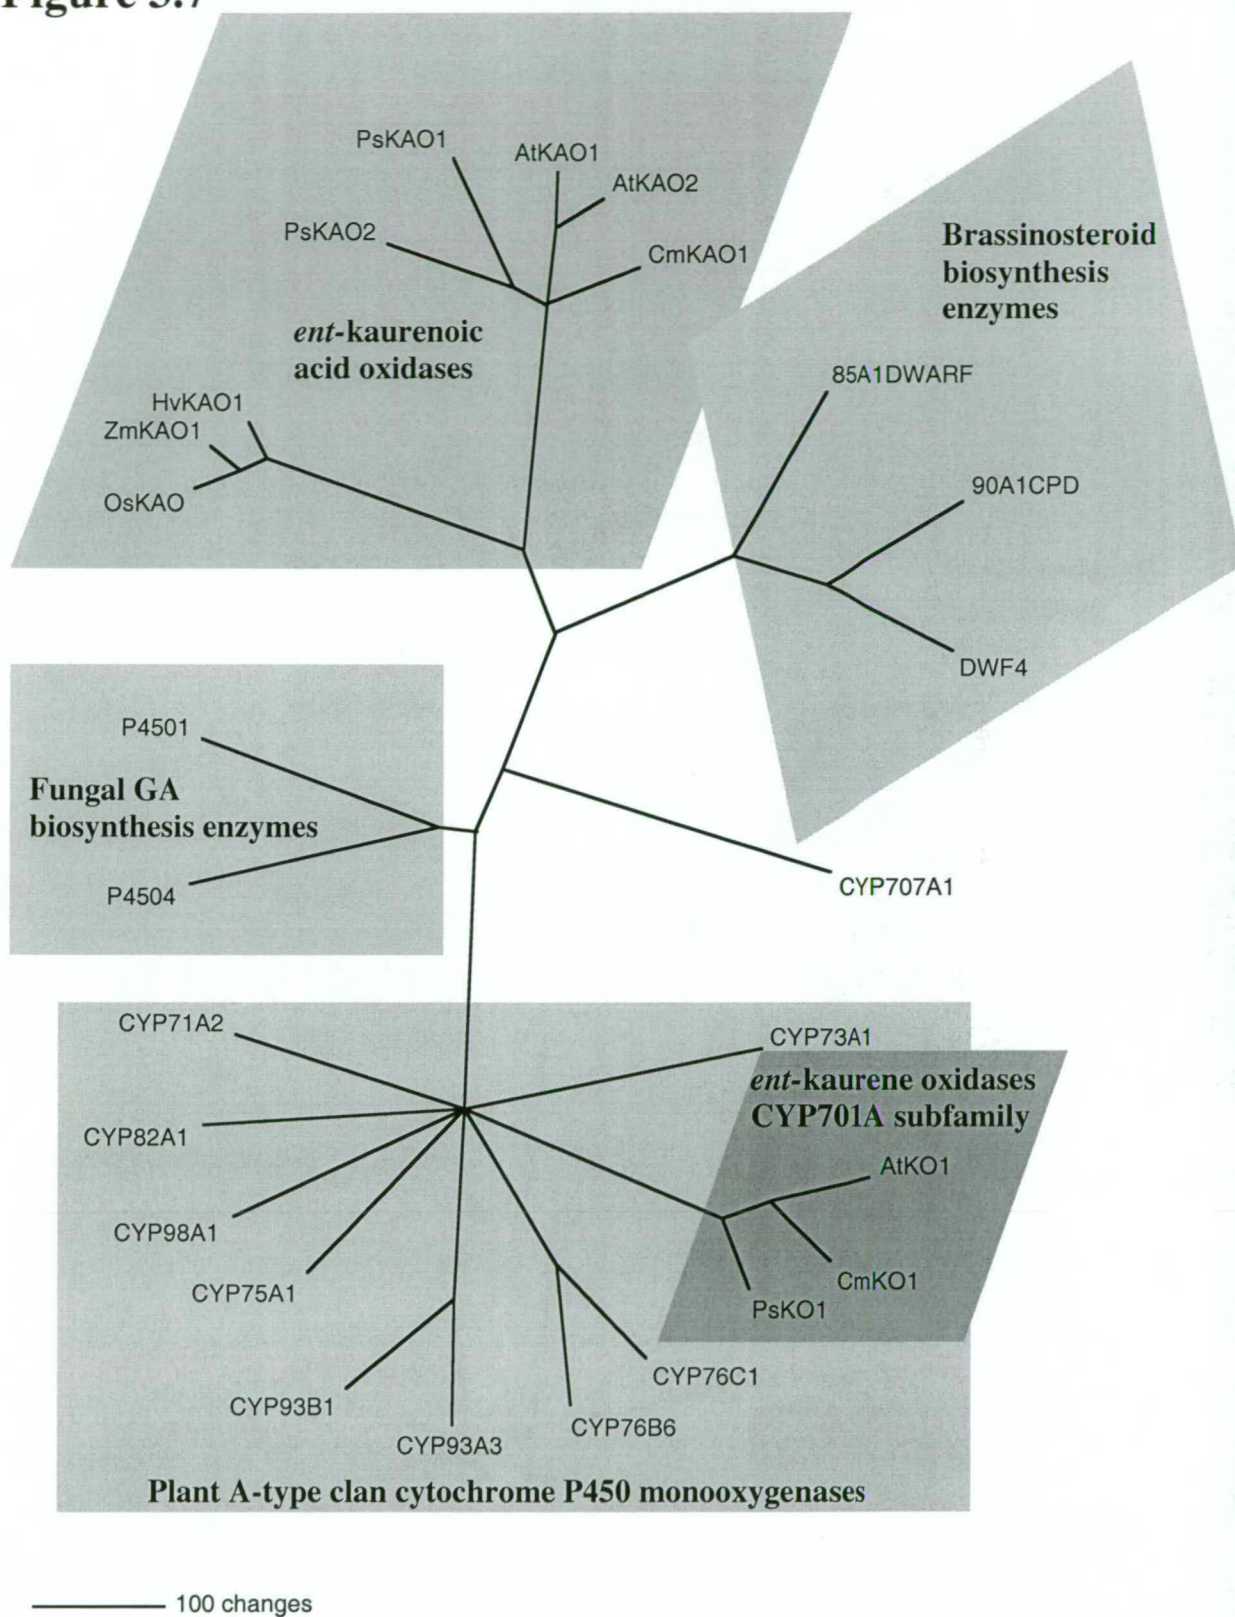 Figure 3.7
PsKAO1
AtKAO1
AtKAO2
PsKAO2
CmKAO1
Brassinosteroid
biosynthesis
enzymes
ent-kaurenoic
acid oxidases
85A1DWARF
HvKAO1
ZmKAO1
OsKAO
90A1CPD
DWF4
P4501
Fungal GA
biosynthesis enzymes
P4504
CYP707A1
CYP71A2
CYP73A1
ent-kaurene oxidases
CYP701A subfamily
CYP82A1
AtKO1
CYP98A1
CYP75A1
CmKO1
PsKO1
CYP76C1
CYP93B1
CYP76B6
CYP93A3
Plant A-type clan cytochrome P450 monooxygenases
100 changes